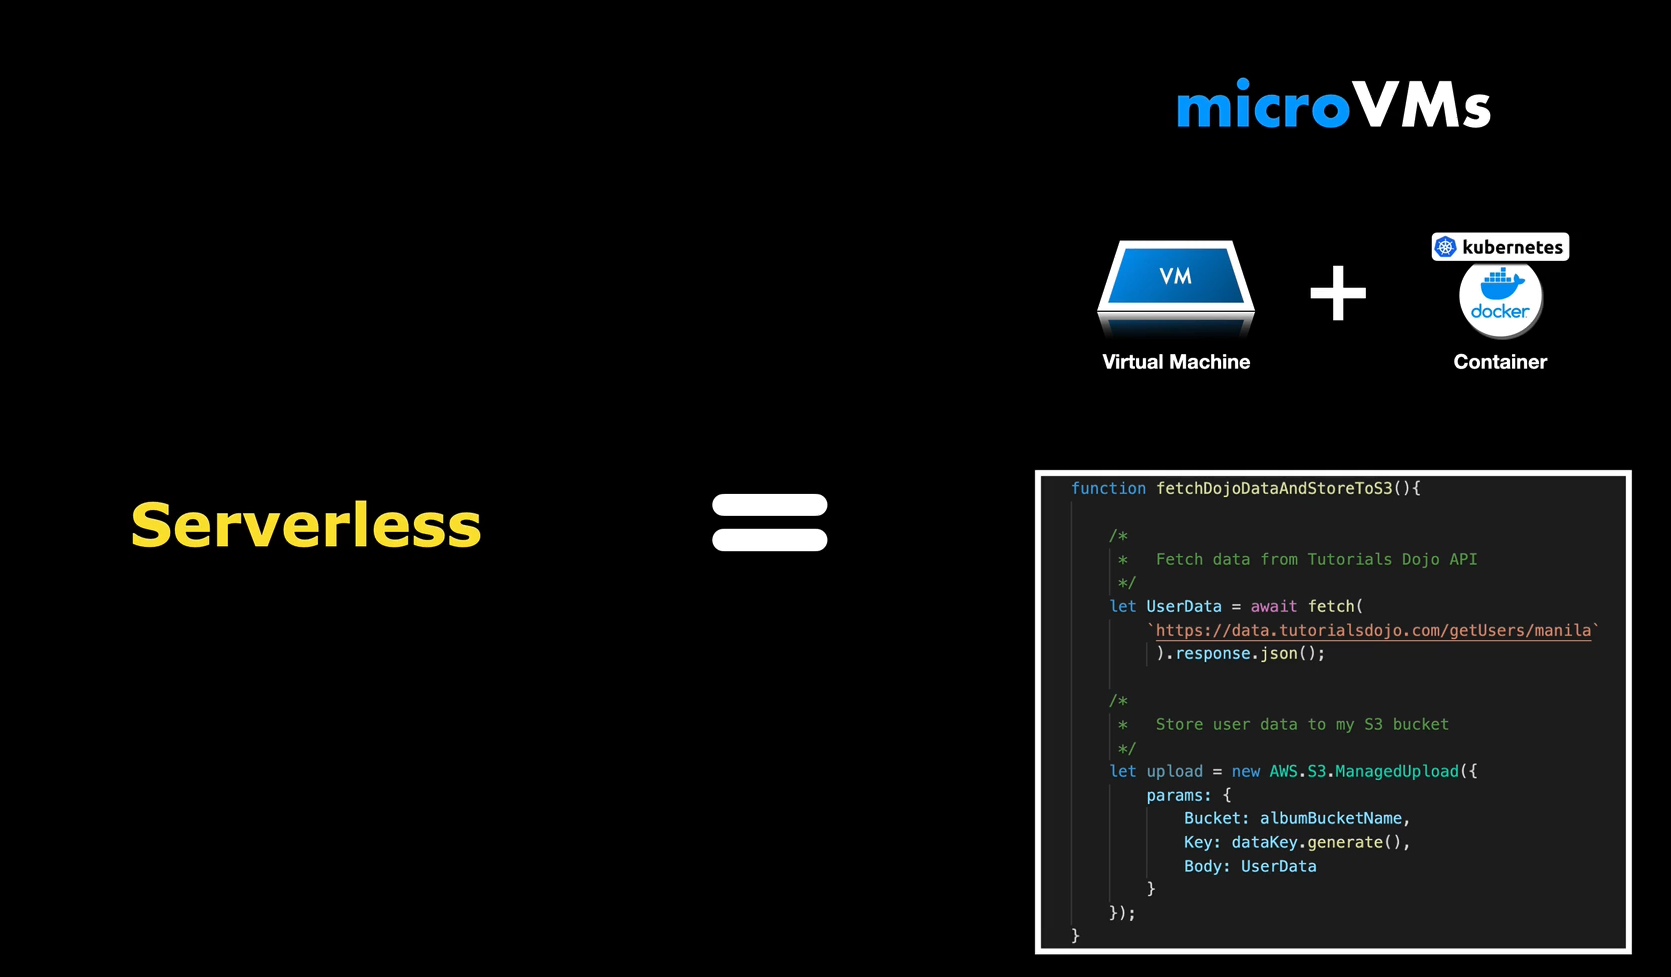 microVMs
VM
kubernetes
docker
Virtual Machine
+
Container
Serverless
=
function fetchDojoDataAndStoreToS3(){
/*
* Fetch data from Tutorials Dojo API
*/
let UserData = await fetch(
`https://data.tutorialsdojo.com/getUsers/manila`
).response.json();
/*
* Store user data to my S3 bucket
*/
let upload = new AWS.S3.ManagedUpload({
params: {
Bucket: albumBucketName,
Key: dataKey.generate(),
Body: UserData
}
});
}